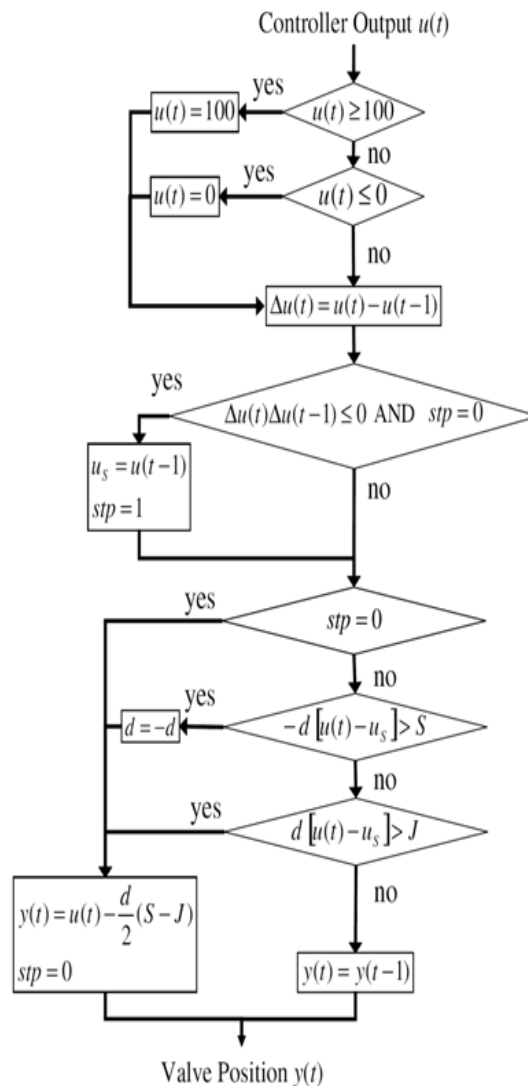 Controller Output u(t)
yes
u(t) = 100
u(t) ≥ 100
no
yes
u(t) = 0
u(t) ≤ 0
no
Δu(t) = u(t) − u(t−1)
yes
Δu(t)Δu(t−1) ≤ 0 AND stp = 0
u_S = u(t−1)
stp = 1
no
yes
stp = 0
no
yes
d = −d
−d [u(t) − u_S] > S
no
yes
d [u(t) − u_S] > J
no
y(t) = u(t) − d/2 (S − J)
stp = 0
y(t) = y(t−1)
Valve Position y(t)